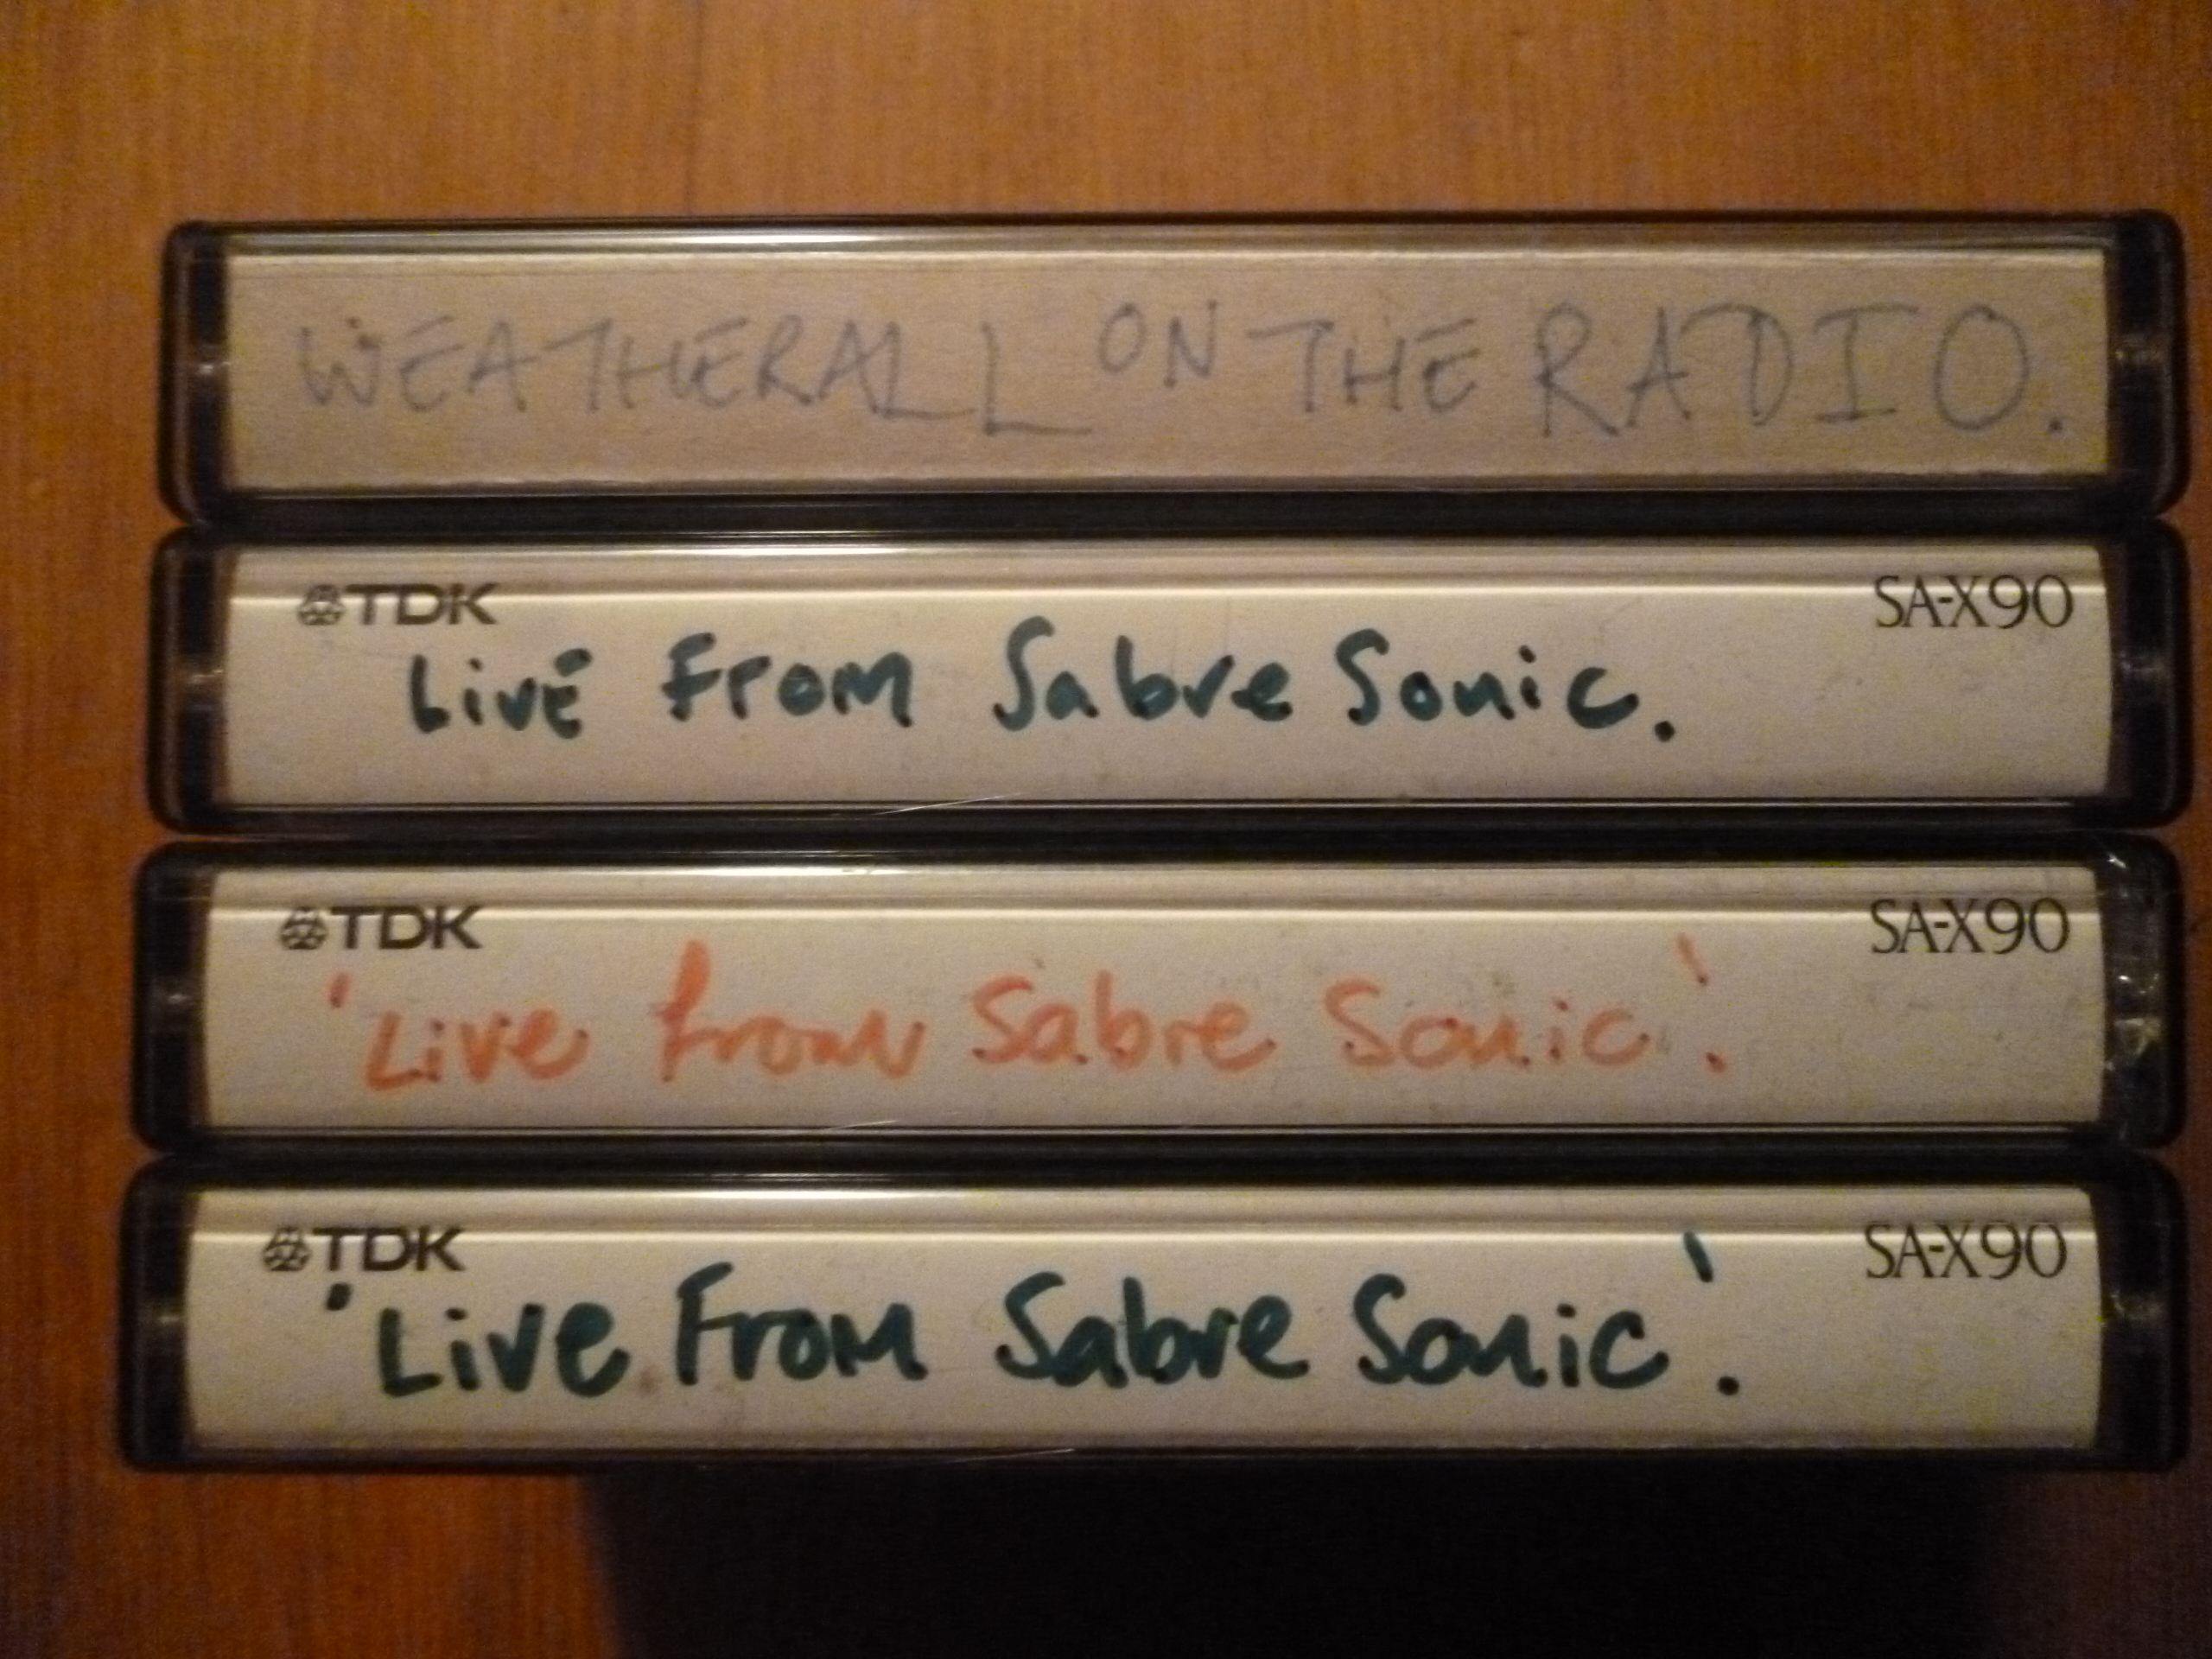 WEATHERALL ON THE RADIO.
TDK SA-X90
LivE From Sabre Sonic.
TDK SA-X90
'Live from Sabre Sonic'.
TDK SA-X90
'Live From Sabre Sonic'.